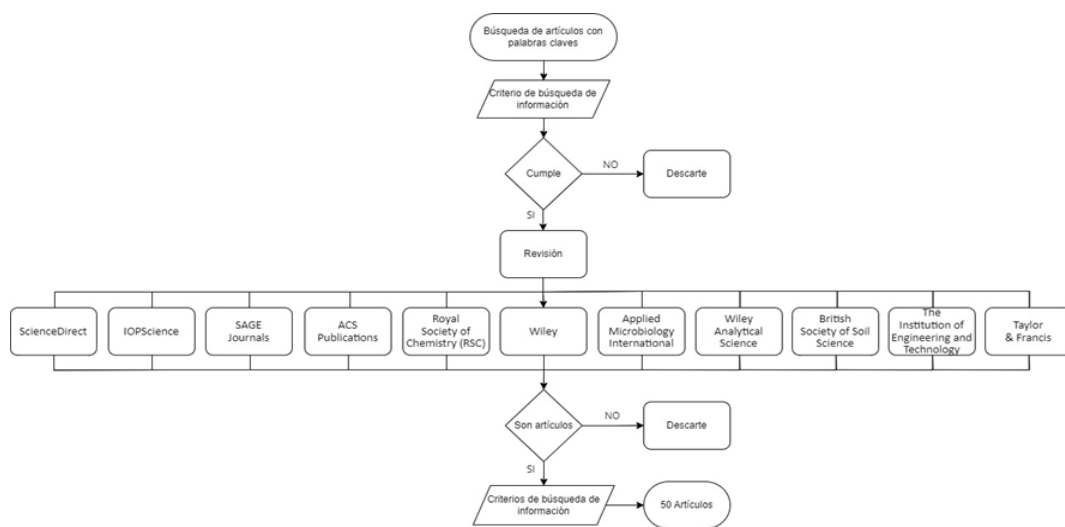 Búsqueda de artículos con
palabras claves
Criterio de búsqueda de
información
Cumple
NO
Descarte
SI
Revisión
ScienceDirect
IOPScience
SAGE
Journals
ACS
Publications
Royal
Society of
Chemistry (RSC)
Wiley
Applied
Microbiology
International
Wiley
Analytical
Science
British
Society of Soil
Science
The
Institution of
Engineering and
Technology
Taylor
& Francis
Son artículos
NO
Descarte
SI
Criterios de búsqueda de
información
50 Artículos